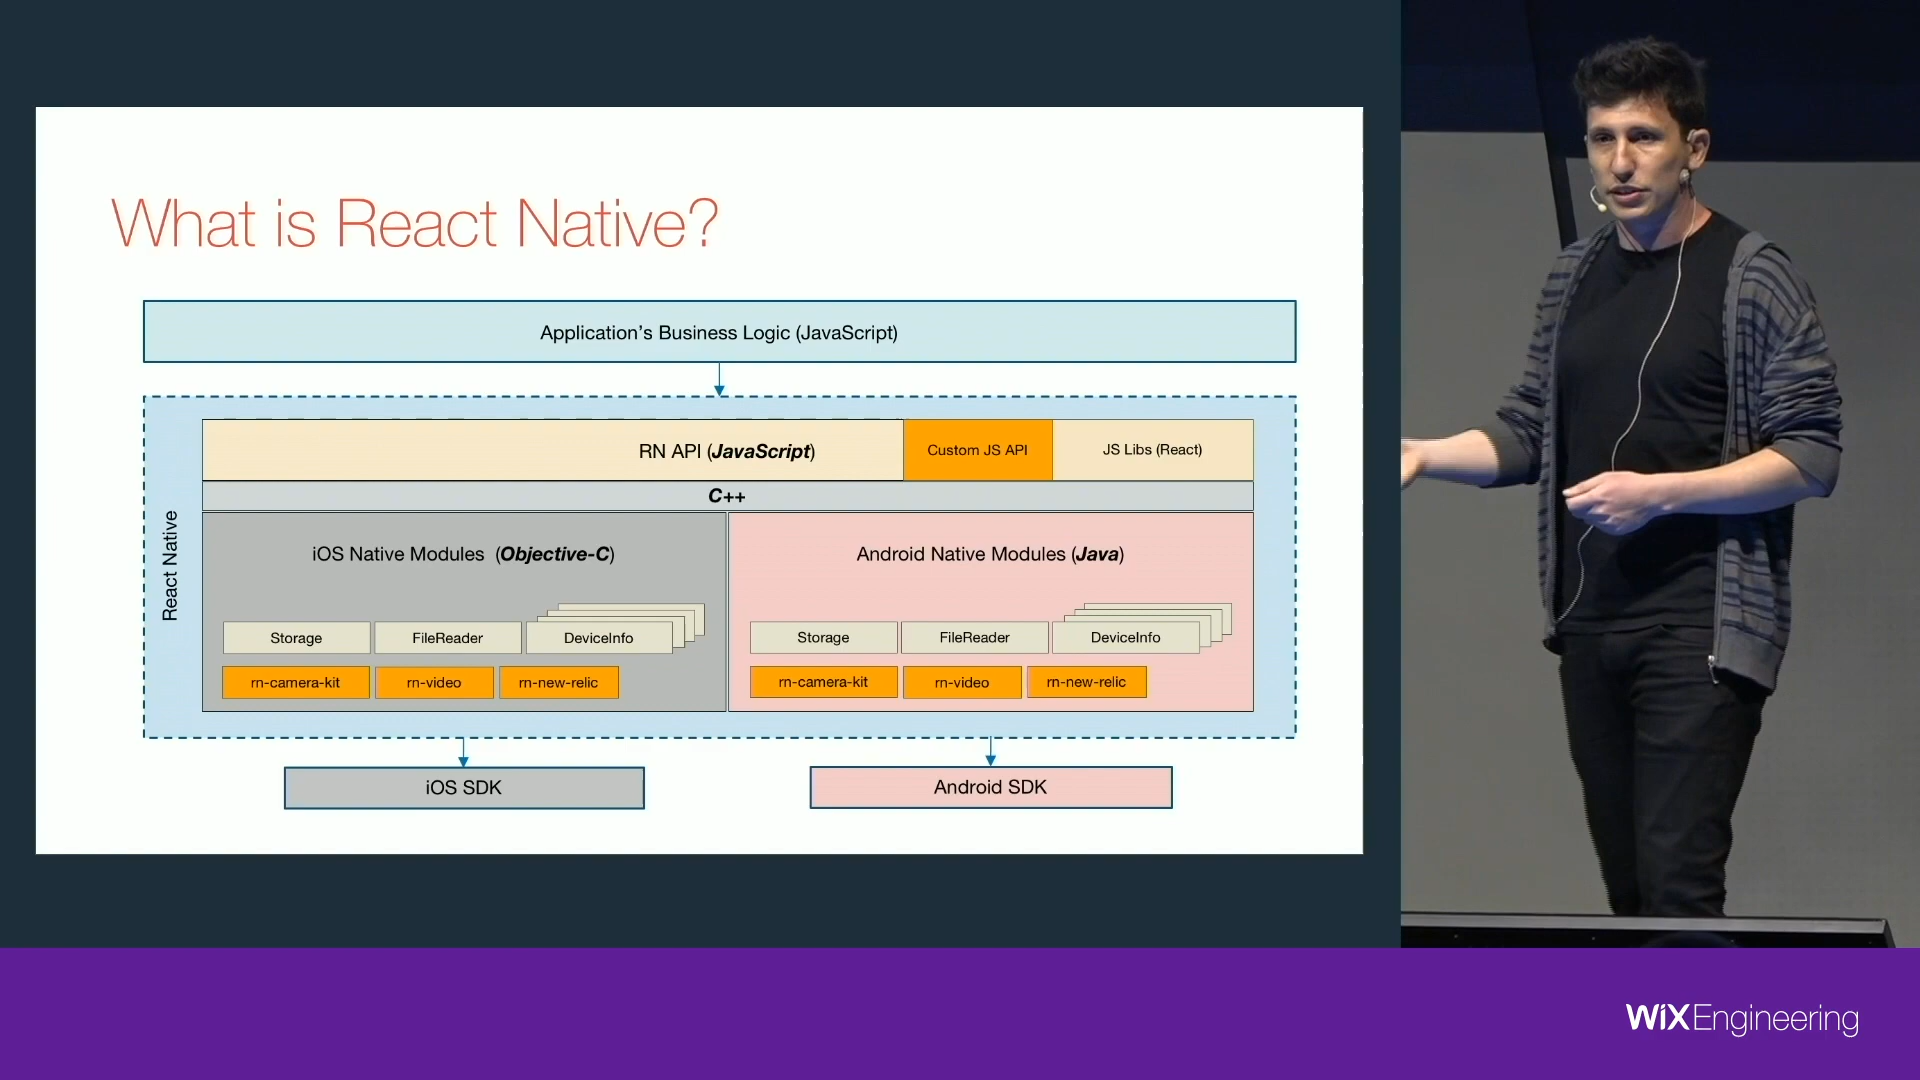 What is React Native?
Application’s Business Logic (JavaScript)
React Native
RN API (JavaScript)
Custom JS API
JS Libs (React)
C++
iOS Native Modules (Objective-C)
Android Native Modules (Java)
Storage
FileReader
DeviceInfo
rn-camera-kit
rn-video
rn-new-relic
Storage
FileReader
DeviceInfo
rn-camera-kit
rn-video
rn-new-relic
iOS SDK
Android SDK
WiX Engineering